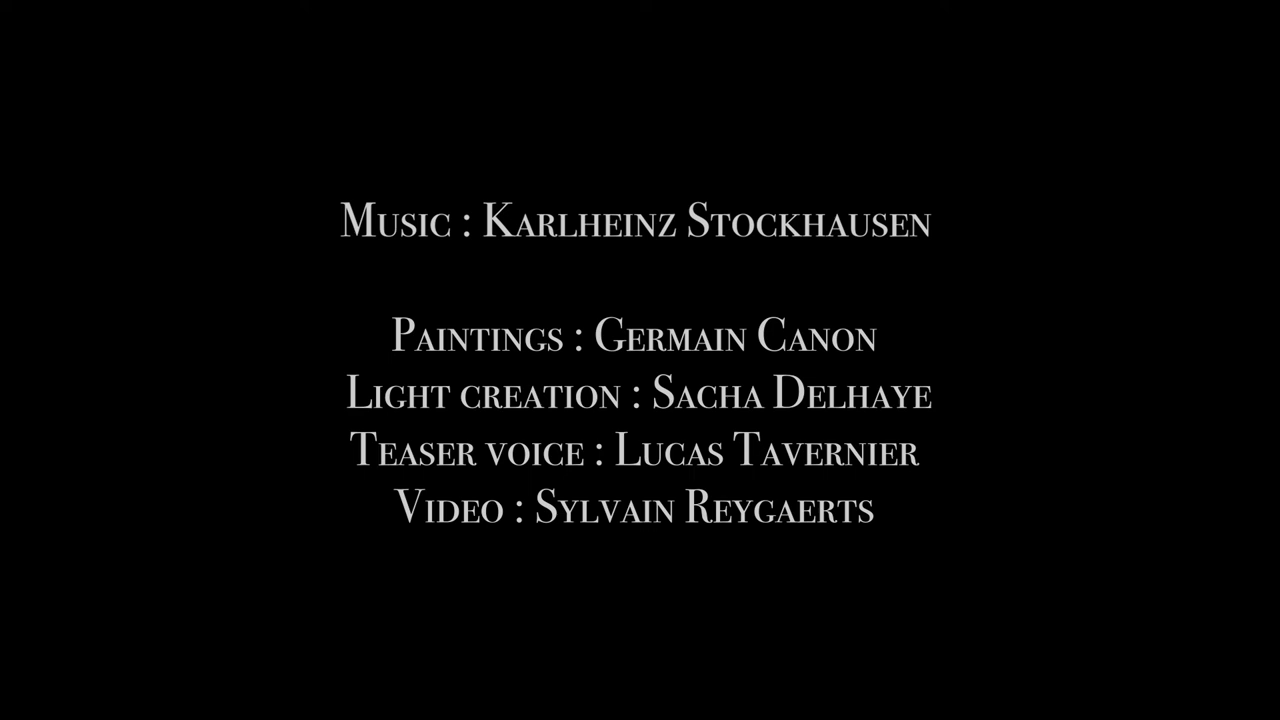 Music : Karlheinz Stockhausen
Paintings : Germain Canon
Light creation : Sacha Delhaye
Teaser voice : Lucas Tavernier
Video : Sylvain Reygaerts